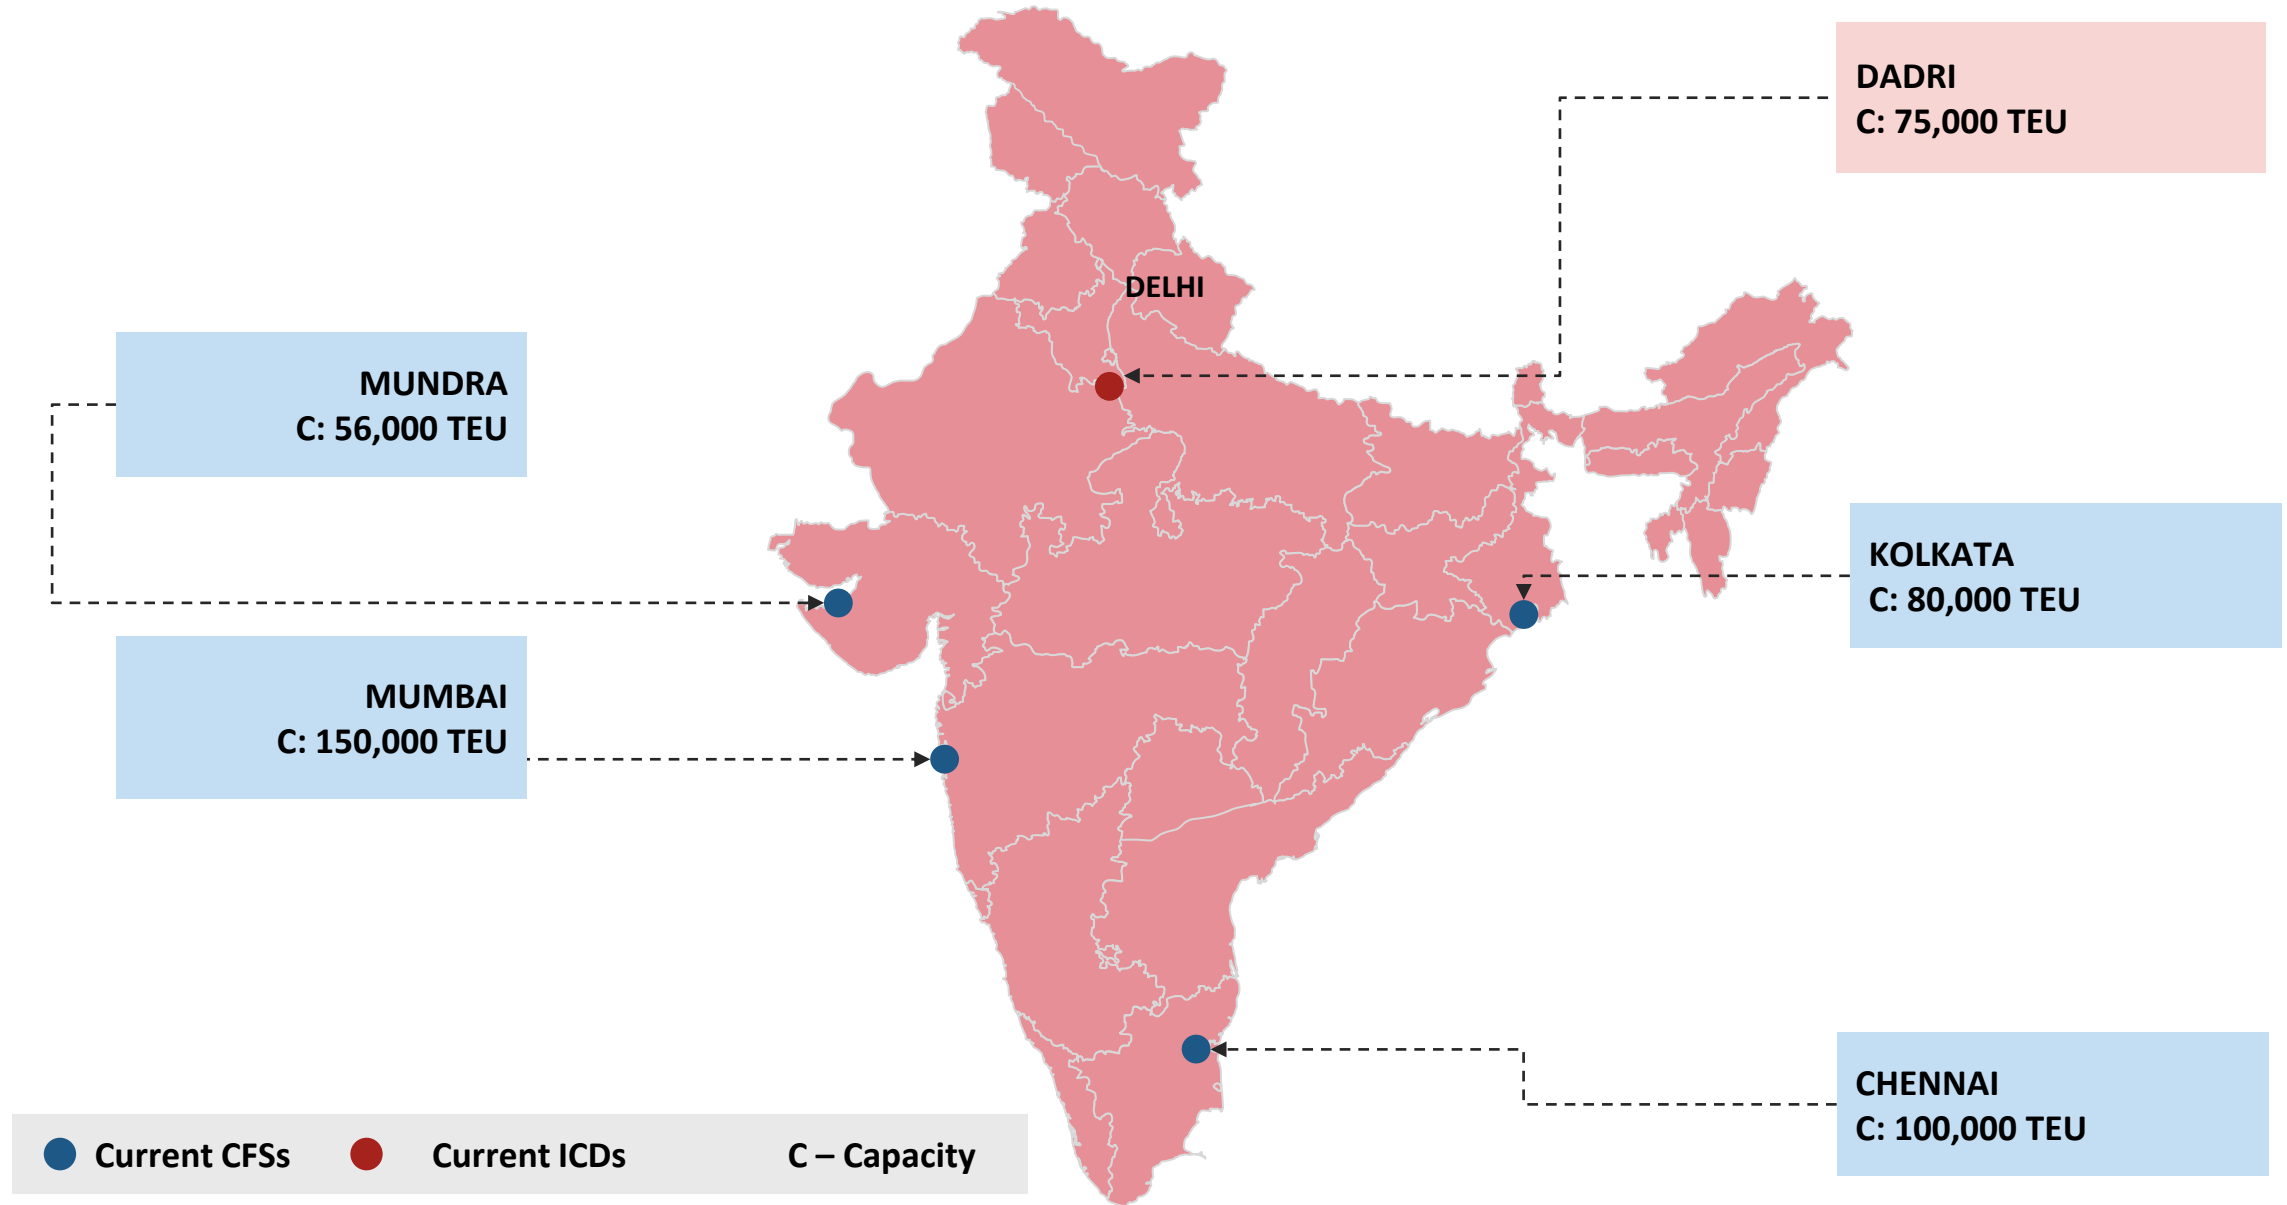 DADRI
C: 75,000 TEU
DELHI
MUNDRA
C: 56,000 TEU
KOLKATA
C: 80,000 TEU
MUMBAI
C: 150,000 TEU
CHENNAI
C: 100,000 TEU
Current CFSs
Current ICDs
C – Capacity